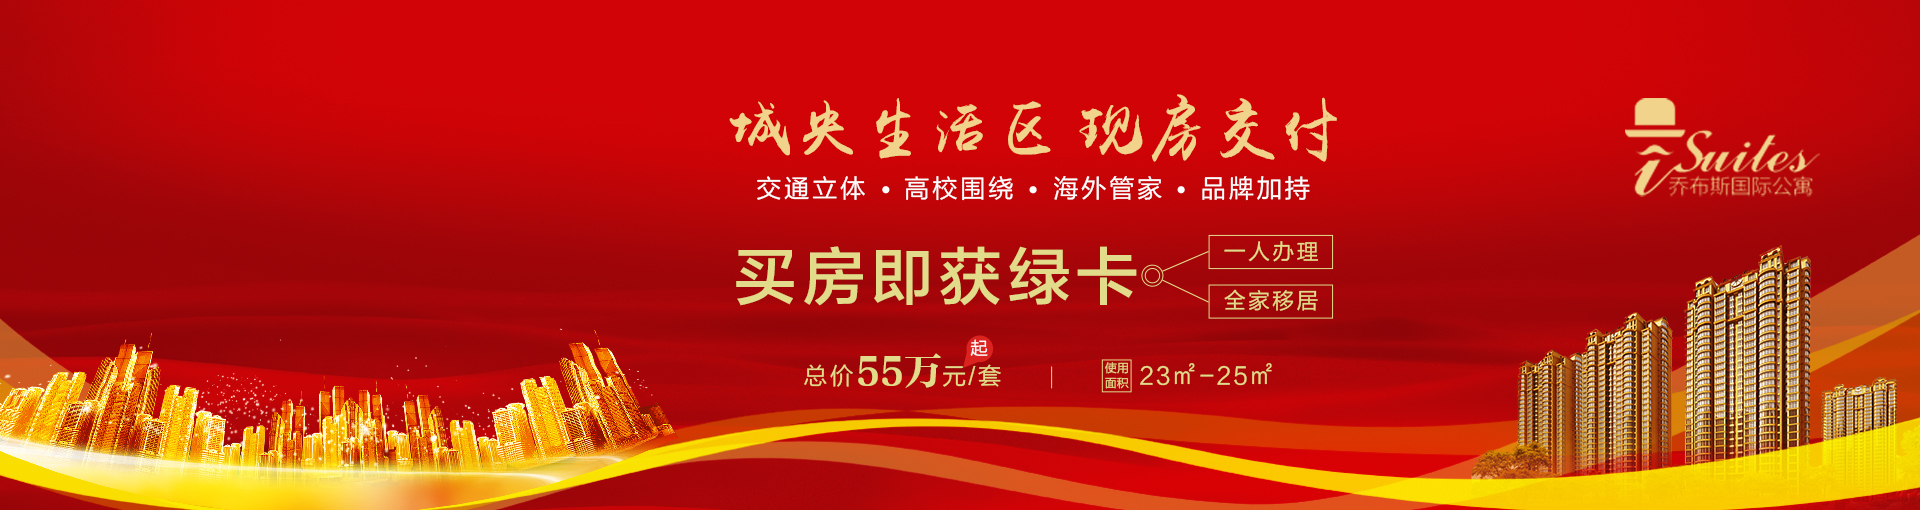 城央生活区 现房交付
交通立体 • 高校围绕 • 海外管家 • 品牌加持
买房即获绿卡
一人办理
全家移居
总价55万元/套
起
使用面积 23㎡-25㎡
iSuites
乔布斯国际公寓